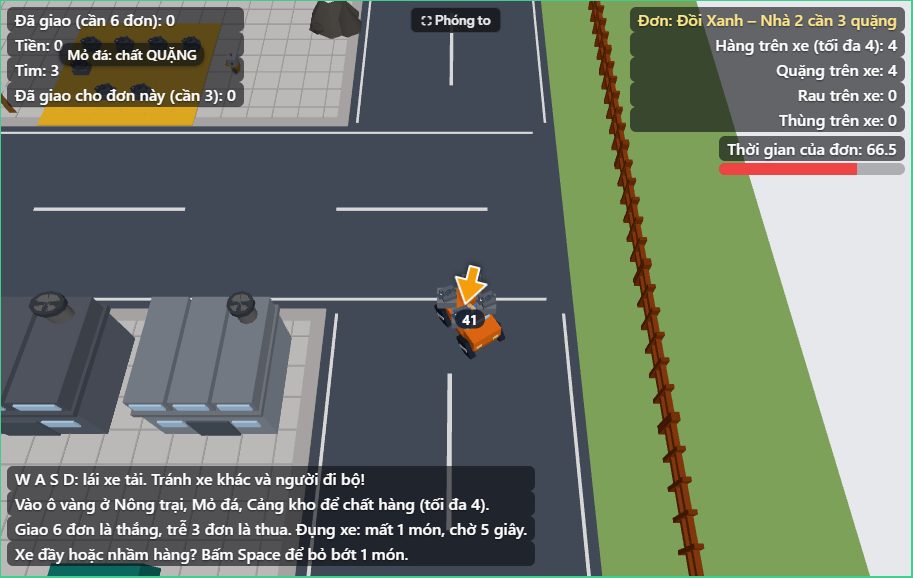 Đã giao (cần 6 đơn): 0
Tiền: 0
Mỏ đá: chất QUẶNG
Tim: 3
Đã giao cho đơn này (cần 3): 0
Phóng to
Đơn: Đồi Xanh – Nhà 2 cần 3 quặng
Hàng trên xe (tối đa 4): 4
Quặng trên xe: 4
Rau trên xe: 0
Thùng trên xe: 0
Thời gian của đơn: 66.5
41
W A S D: lái xe tải. Tránh xe khác và người đi bộ!
Vào ô vàng ở Nông trại, Mỏ đá, Cảng kho để chất hàng (tối đa 4).
Giao 6 đơn là thắng, trễ 3 đơn là thua. Đụng xe: mất 1 món, chờ 5 giây.
Xe đầy hoặc nhầm hàng? Bấm Space để bỏ bớt 1 món.